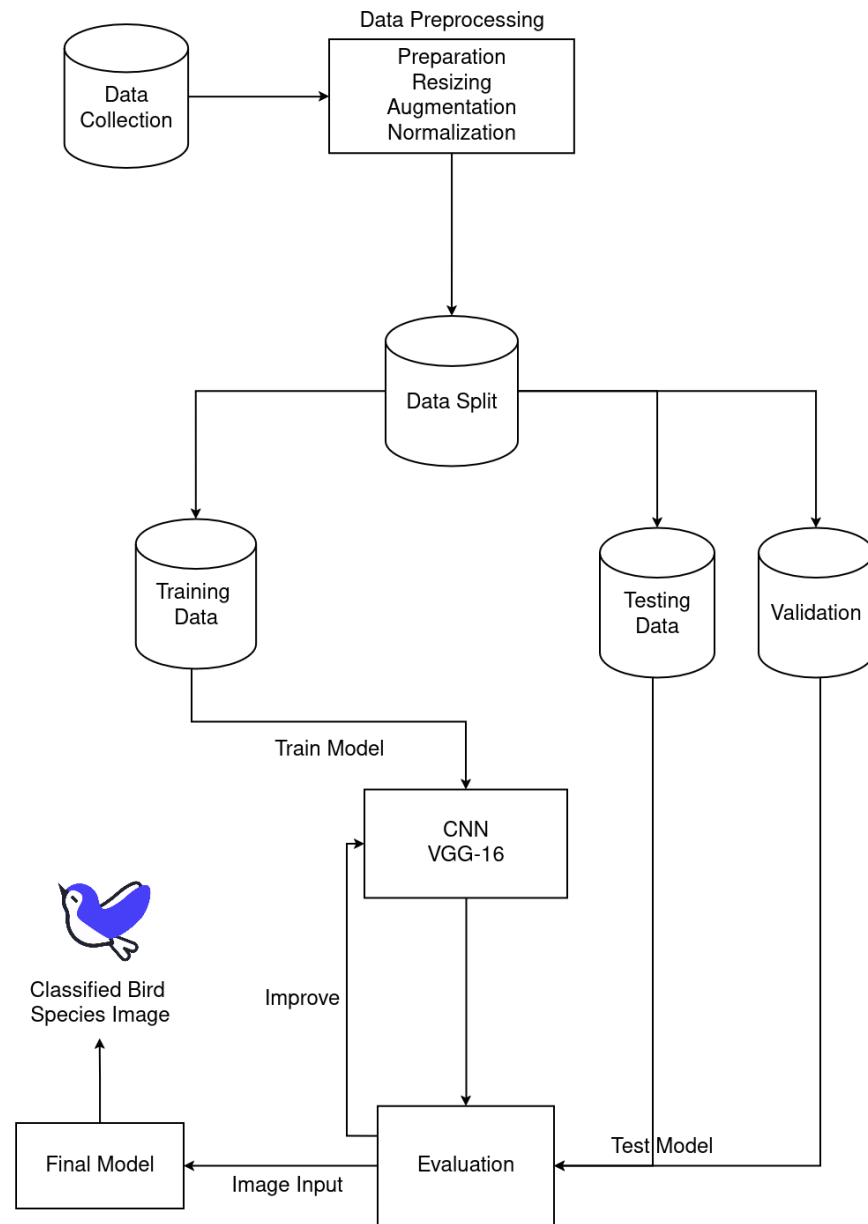 Data Preprocessing
Preparation
Resizing
Augmentation
Normalization
Data
Collection
Data Split
Training
Data
Testing
Data
Validation
Train Model
CNN
VGG-16
Classified Bird
Species Image
Improve
Final Model
Image Input
Evaluation
Test Model